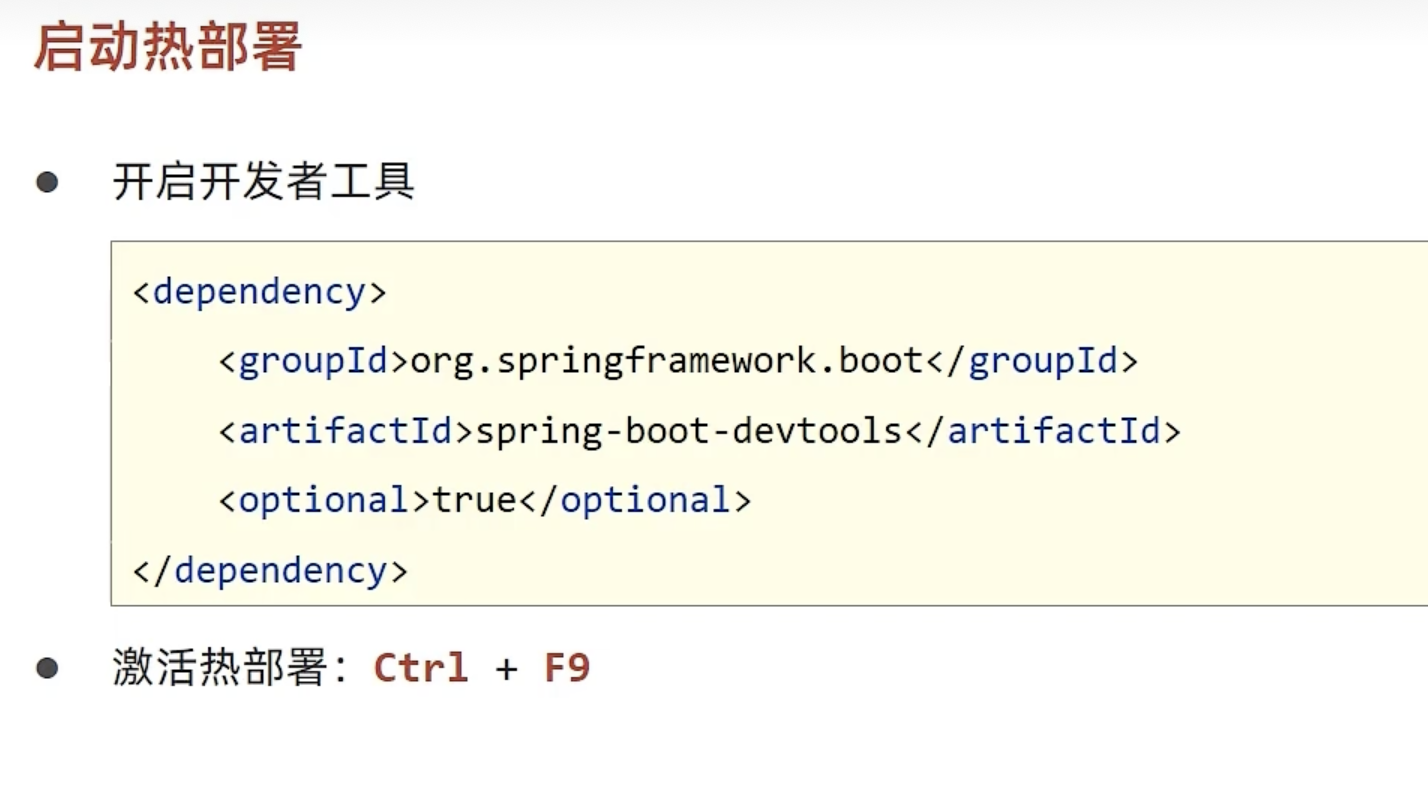 启动热部署
● 开启开发者工具
<dependency>
    <groupId>org.springframework.boot</groupId>
    <artifactId>spring-boot-devtools</artifactId>
    <optional>true</optional>
</dependency>
● 激活热部署：Ctrl + F9